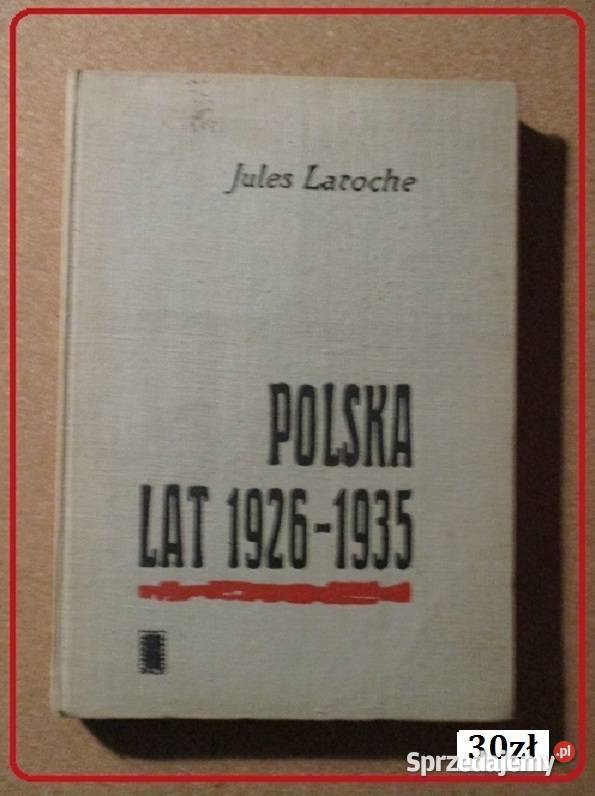 Jules Laroche
POLSKA
LAT 1926-1935
30zł
Sprzedajemy.pl